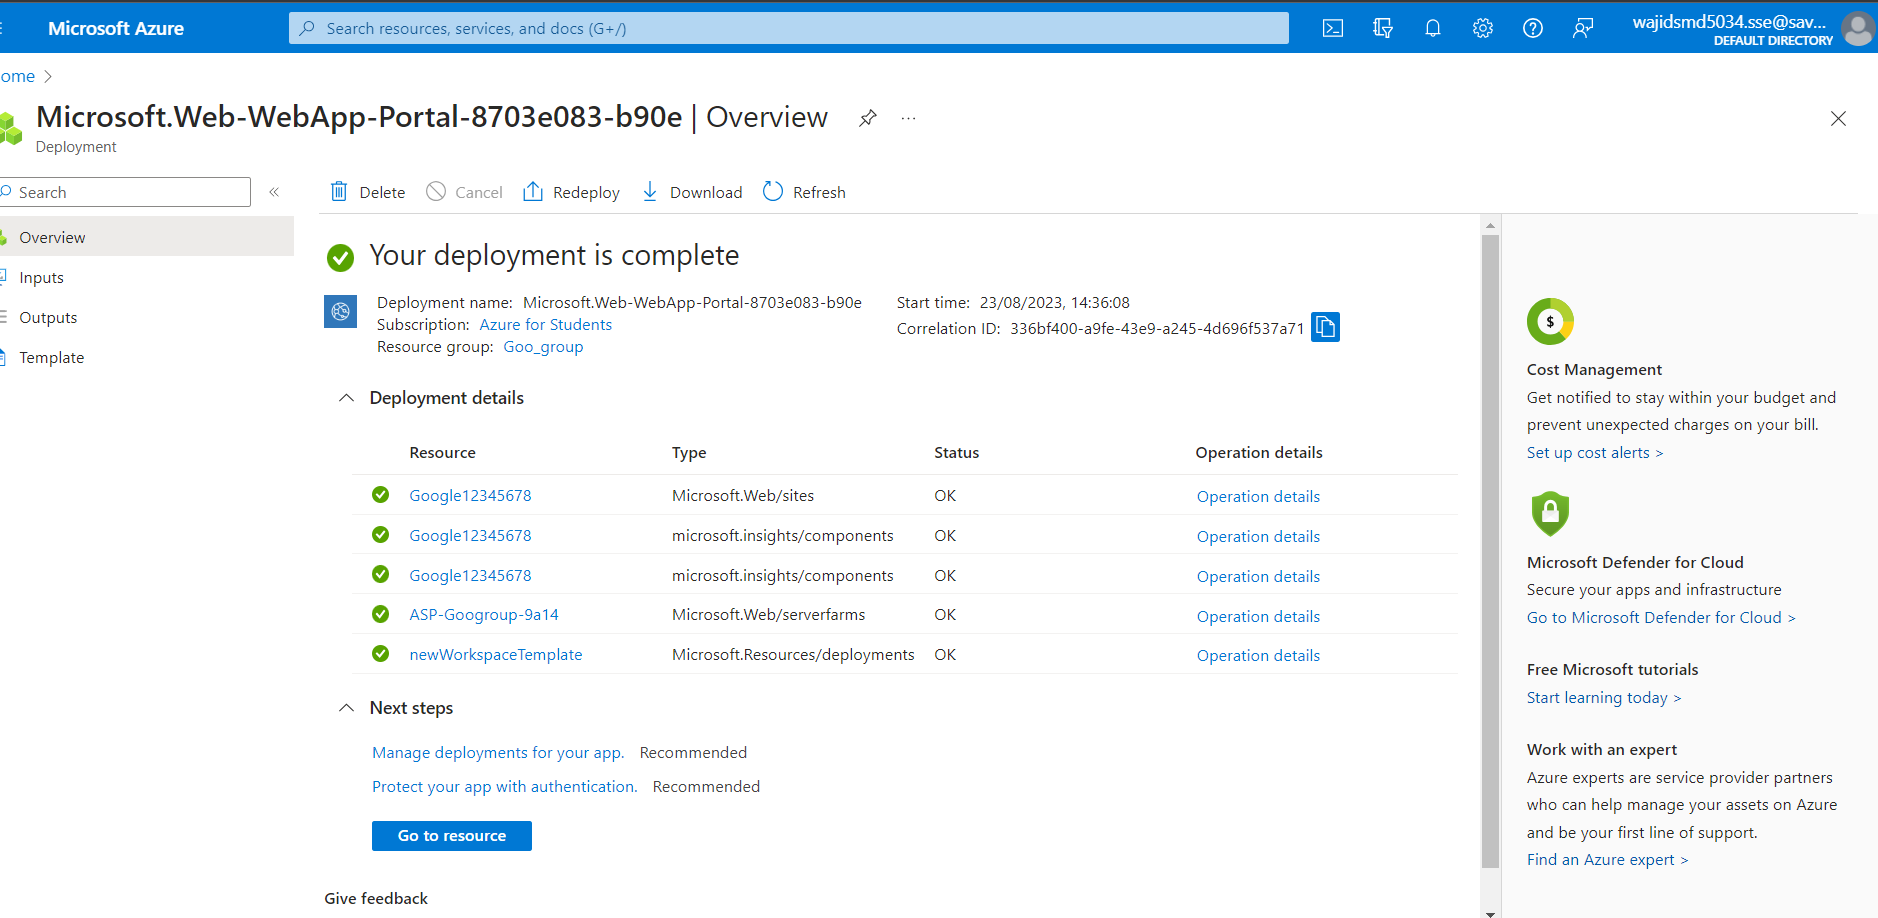 Microsoft Azure
Search resources, services, and docs (G+/)
wajidsmd5034.sse@sav...
DEFAULT DIRECTORY
ome >
Microsoft.Web-WebApp-Portal-8703e083-b90e | Overview
Deployment
Search
Delete Cancel Redeploy Download Refresh
Overview
Inputs
Outputs
Template
Your deployment is complete
Deployment name: Microsoft.Web-WebApp-Portal-8703e083-b90e
Subscription: Azure for Students
Resource group: Goo_group
Start time: 23/08/2023, 14:36:08
Correlation ID: 336bf400-a9fe-43e9-a245-4d696f537a71
Deployment details
Resource Type Status Operation details
Google12345678 Microsoft.Web/sites OK Operation details
Google12345678 microsoft.insights/components OK Operation details
Google12345678 microsoft.insights/components OK Operation details
ASP-Googroup-9a14 Microsoft.Web/serverfarms OK Operation details
newWorkspaceTemplate Microsoft.Resources/deployments OK Operation details
Next steps
Manage deployments for your app. Recommended
Protect your app with authentication. Recommended
Go to resource
Give feedback
$
Cost Management
Get notified to stay within your budget and
prevent unexpected charges on your bill.
Set up cost alerts >
Microsoft Defender for Cloud
Secure your apps and infrastructure
Go to Microsoft Defender for Cloud >
Free Microsoft tutorials
Start learning today >
Work with an expert
Azure experts are service provider partners
who can help manage your assets on Azure
and be your first line of support.
Find an Azure expert >